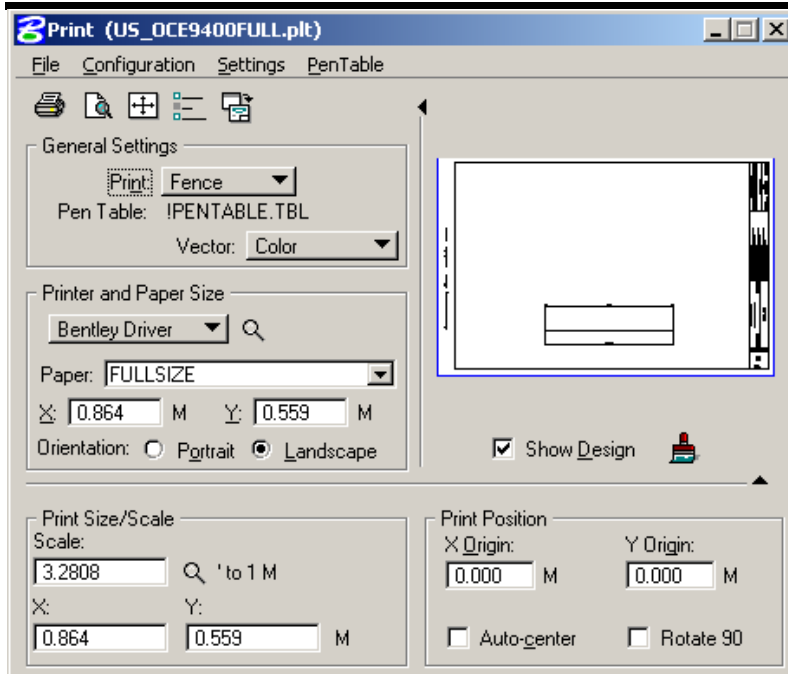 Print (US_OCE9400FULL.plt)
File Configuration Settings PenTable
General Settings
Print: Fence
Pen Table: !PENTABLE.TBL
Vector: Color
Printer and Paper Size
Bentley Driver
Paper: FULLSIZE
X: 0.864 M Y: 0.559 M
Orientation: Portrait Landscape
Show Design
Print Size/Scale
Scale:
3.2808 ' to 1 M
X: Y:
0.864 0.559 M
Print Position
X Origin: Y Origin:
0.000 M 0.000 M
Auto-center Rotate 90